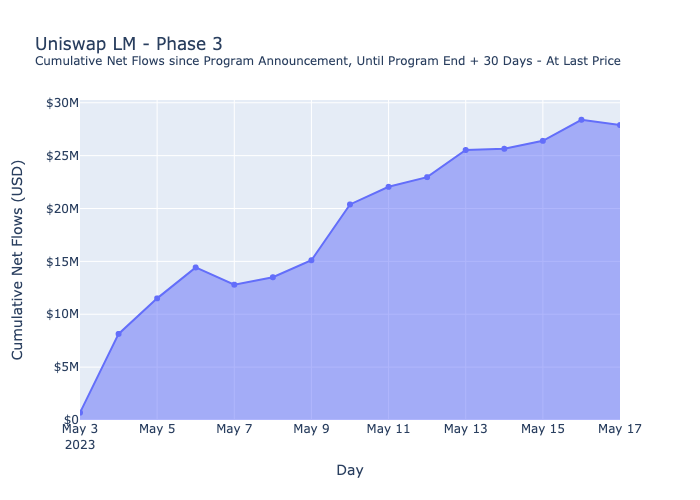 Uniswap LM - Phase 3
Cumulative Net Flows since Program Announcement, Until Program End + 30 Days - At Last Price
Cumulative Net Flows (USD)
$30M
$25M
$20M
$15M
$10M
$5M
$0
May 3 May 5 May 7 May 9 May 11 May 13 May 15 May 17
2023
Day